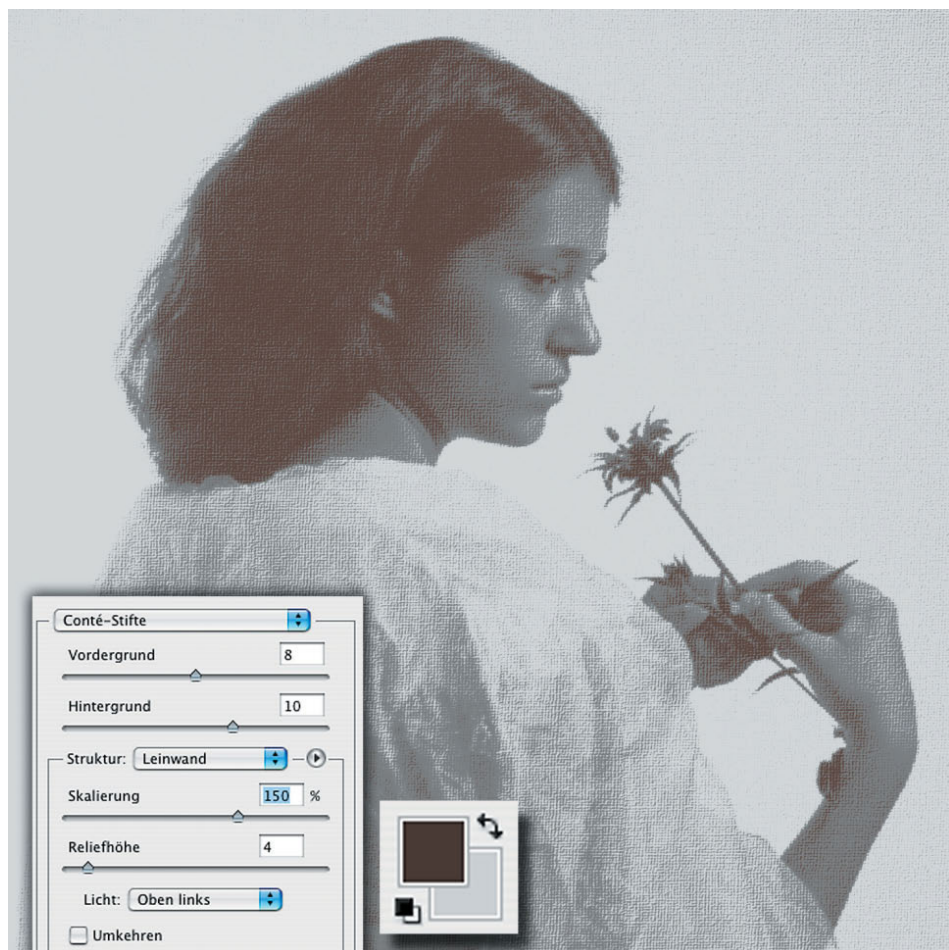 Conté-Stifte
Vordergrund 8
Hintergrund 10
Struktur: Leinwand
Skalierung 150 %
Reliefhöhe 4
Licht: Oben links
Umkehren